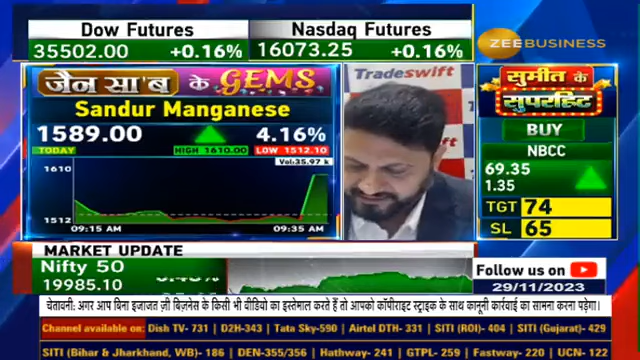 Dow Futures
35502.00 +0.16%
Nasdaq Futures
16073.25 +0.16%
ZEE BUSINESS
जैन सा'ब के GEMS
Sandur Manganese
1589.00 4.16%
TODAY HIGH 1610.00 LOW 1512.10
Vol:35.97 k
1610
1512
09:15 AM 09:35 AM
Tradeswift
सुमीत के
सुपरहिट
BUY
NBCC
69.35
1.35
TGT 74
SL 65
MARKET UPDATE
Nifty 50
19985.10
Follow us on
29/11/2023
चेतावनी: अगर आप बिना इजाजत ज़ी बिज़नेस के किसी भी वीडियो का इस्तेमाल करते हैं तो आपको कॉपीराइट स्ट्राइक के साथ कानूनी कार्रवाई का सामना करना पड़ेगा।
Channel available on: Dish TV- 731 D2H-343 Tata Sky-590 Airtel DTH- 331 SITI (ROI) - 404 SITI (Gujarat) - 429
SITI (Bihar & Jharkhand, WB)- 186 DEN-355/356 Hathway- 241 GTPL- 259 Fastway- 220 UCN- 122